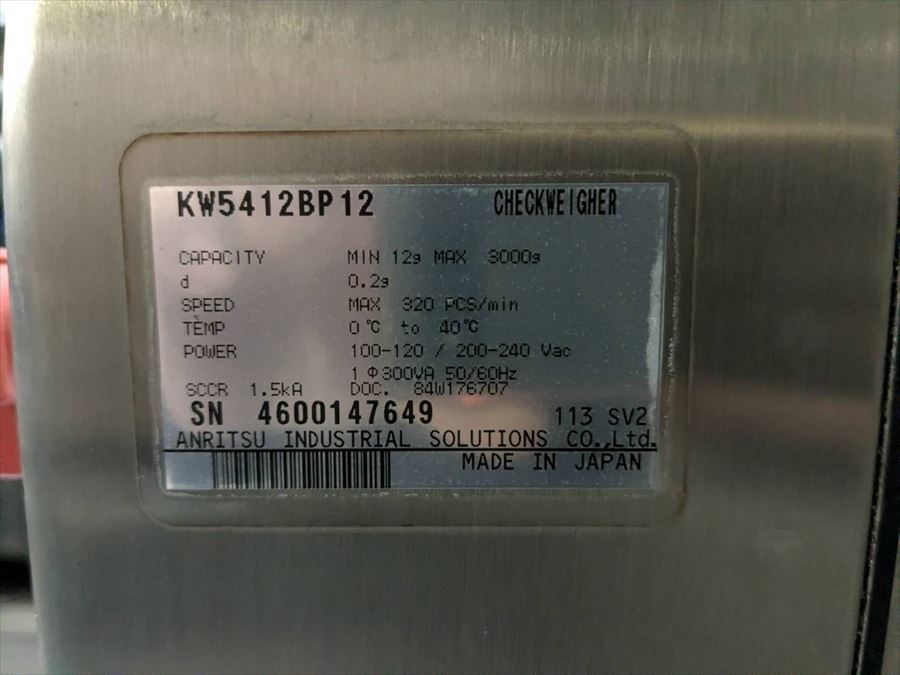 KW5412BP12 CHECKWEIGHER
CAPACITY MIN 12g MAX 3000g
d 0.2g
SPEED MAX 320 PCS/min
TEMP 0℃ to 40℃
POWER 100-120 / 200-240 Vac
1 Φ300VA 50/60Hz
SCCR 1.5kA DOC. 84W176707
SN 4600147649 113 SV2
ANRITSU INDUSTRIAL SOLUTIONS CO.,Ltd.
MADE IN JAPAN